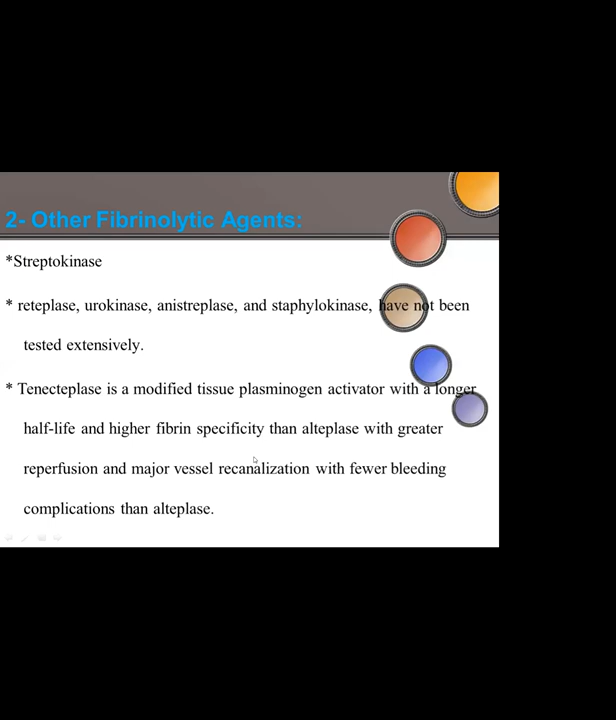 2- Other Fibrinolytic Agents:
*Streptokinase
* reteplase, urokinase, anistreplase, and staphylokinase, have not been
tested extensively.
* Tenecteplase is a modified tissue plasminogen activator with a longer
half-life and higher fibrin specificity than alteplase with greater
reperfusion and major vessel recanalization with fewer bleeding
complications than alteplase.